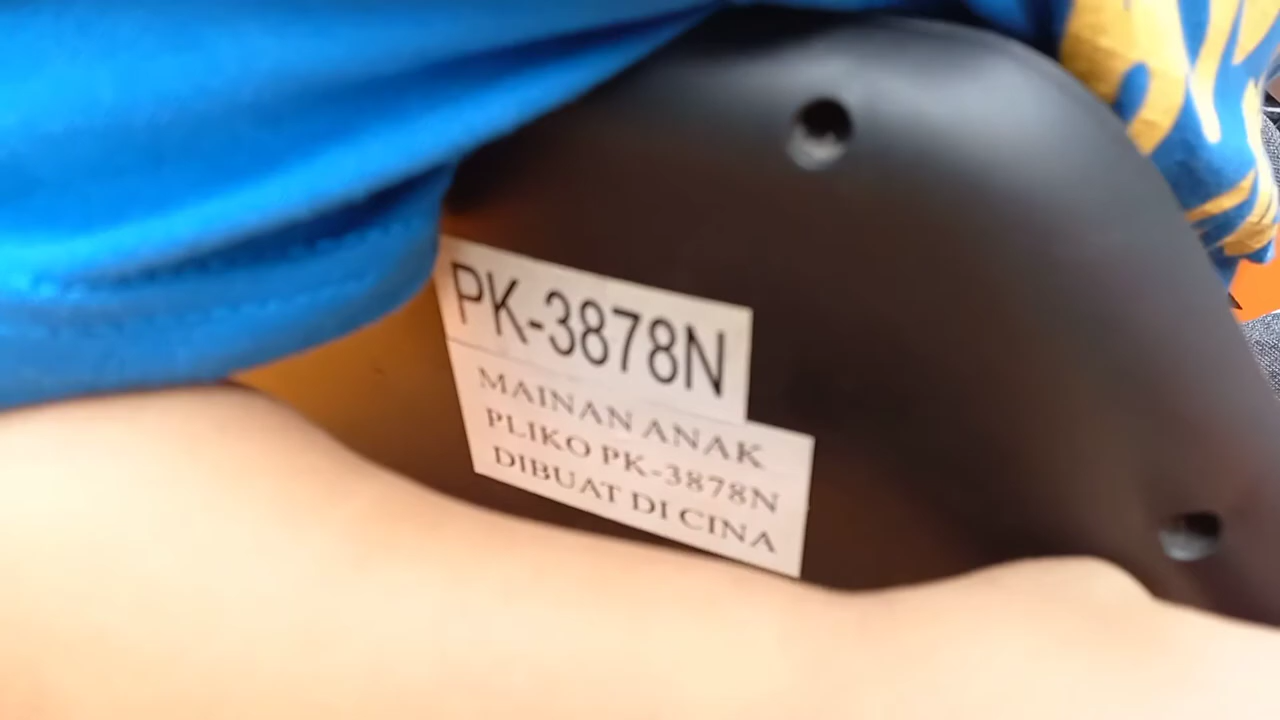 PK-3878N
MAINAN ANAK
PLIKO PK-3878N
DIBUAT DI CINA